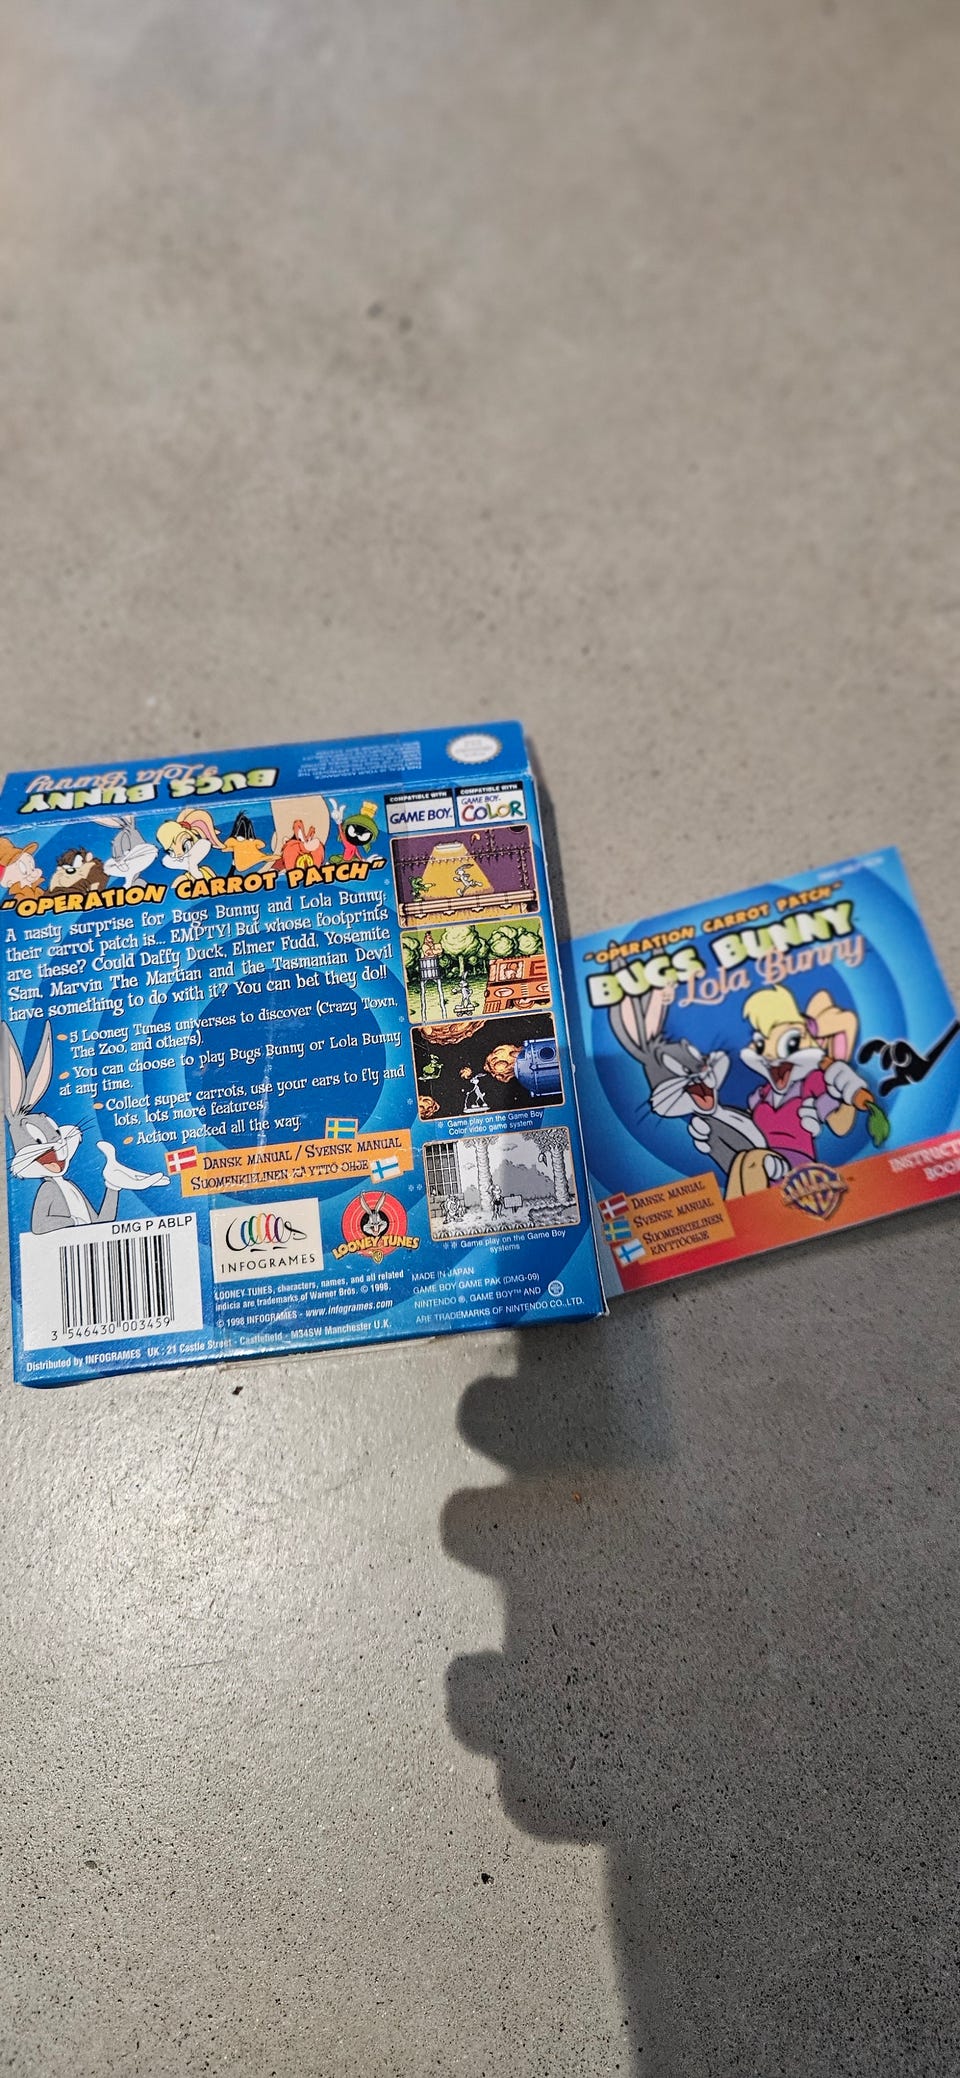 BUGS BUNNY
& Lola Bunny
COMPATIBLE WITH
GAME BOY.
COMPATIBLE WITH
GAME BOY.
COLOR
"OPERATION CARROT PATCH"
A nasty surprise for Bugs Bunny and Lola Bunny:
their carrot patch is... EMPTY! But whose footprints
are these? Could Daffy Duck, Elmer Fudd, Yosemite
Sam, Marvin The Martian and the Tasmanian Devil
have something to do with it? You can bet they do!!
5 Looney Tunes universes to discover (Crazy Town,
The Zoo, and others).
You can choose to play Bugs Bunny or Lola Bunny
at any time.
Collect super carrots, use your ears to fly and
lots, lots more features.
Action packed all the way.
DANSK MANUAL / SVENSK MANUAL
SUOMENKIELINEN KÄYTTÖ OHJE
* Game play on the Game Boy
Color video game system
** Game play on the Game Boy
systems
DMG P ABLP
3 546430 003459
INFOGRAMES
LOONEY TUNES
LOONEY TUNES, characters, names, and all related
indicia are trademarks of Warner Bros. © 1998.
© 1998 INFOGRAMES - www.infogrames.com
Distributed by INFOGRAMES UK : 21 Castle Street - Castlefield - M34SW Manchester U.K.
MADE IN JAPAN
GAME BOY GAME PAK (DMG-09)
NINTENDO ®, GAME BOY™ AND
ARE TRADEMARKS OF NINTENDO CO., LTD.
"OPERATION CARROT PATCH"
BUGS BUNNY
& Lola Bunny
DANSK MANUAL
SVENSK MANUAL
SUOMENKIELINEN
KÄYTTÖOHJE
WB